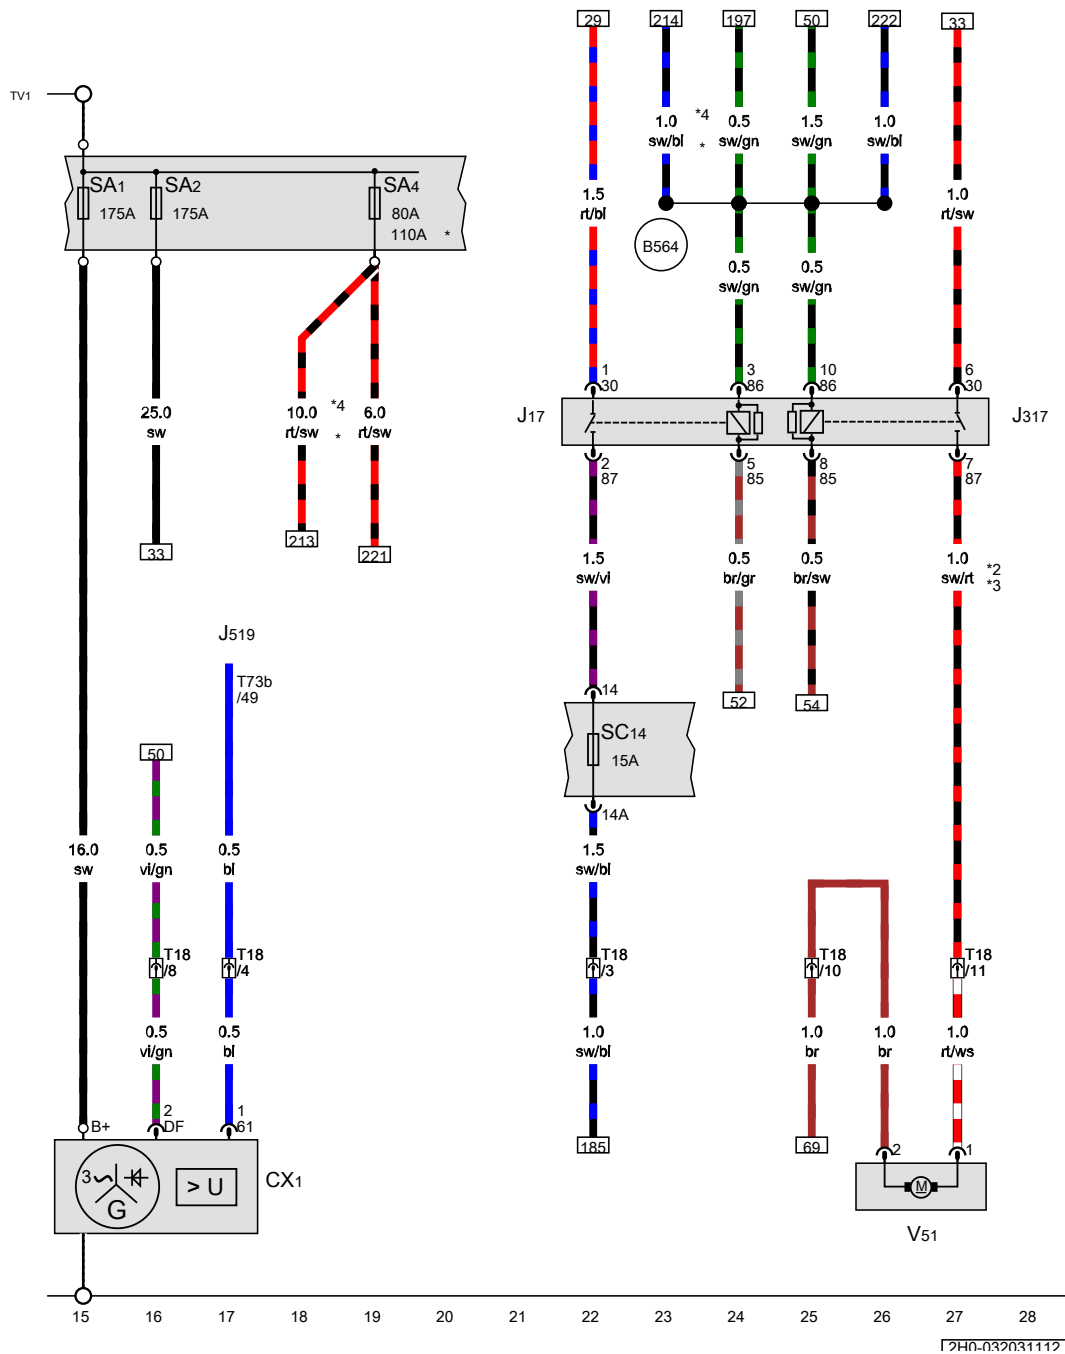 29 214 197 50 222 33
TV1
1.0 *4 0.5 1.5 1.0
sw/bl * sw/gn sw/gn sw/bl
SA1 SA2 SA4
175A 175A 80A
110A *
1.5 1.0
rt/bl rt/sw
B564
0.5 0.5
sw/gn sw/gn
1 3 10 6
30 86 86 30
25.0 10.0 *4 6.0
sw rt/sw * rt/sw
J17 J317
2 5 8 7
87 85 85 87
33 213 221
1.5 0.5 0.5 1.0 *2
sw/vi br/gr br/sw sw/rt *3
J519
T73b
/49
14 52 54
SC14
15A
50
14A
16.0 0.5 0.5 1.5
sw vi/gn bl sw/bl
T18 T18 T18 T18 T18
/8 /4 /3 /10 /11
0.5 0.5 1.0 1.0 1.0 1.0
vi/gn bl sw/bl br br rt/ws
B+ 2 1
DF 61
185 69 2 1
3 > U CX1
G
M
V51
15 16 17 18 19 20 21 22 23 24 25 26 27 28
2H0-032031112